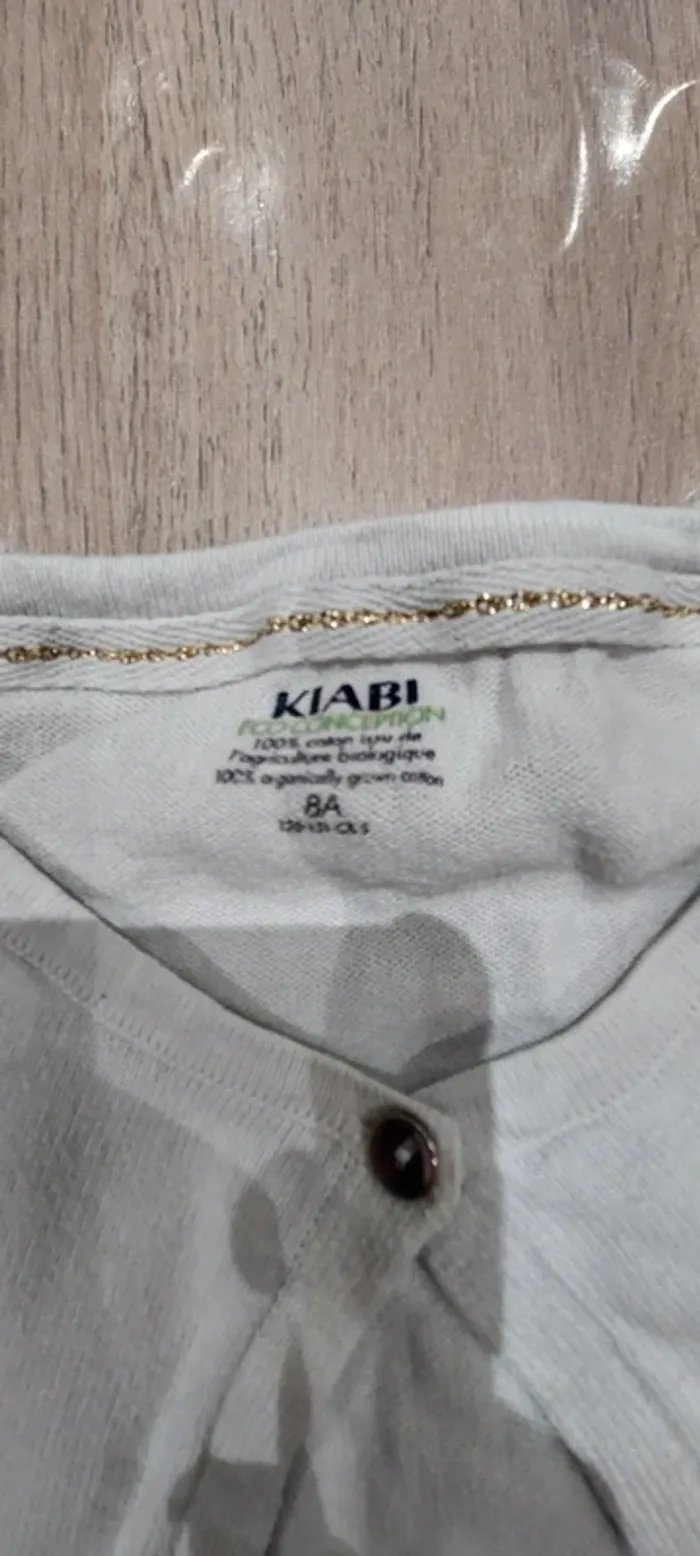 KIABI
ECO-CONCEPTION
100% coton issu de
l'agriculture biologique
100% organically grown cotton
8A